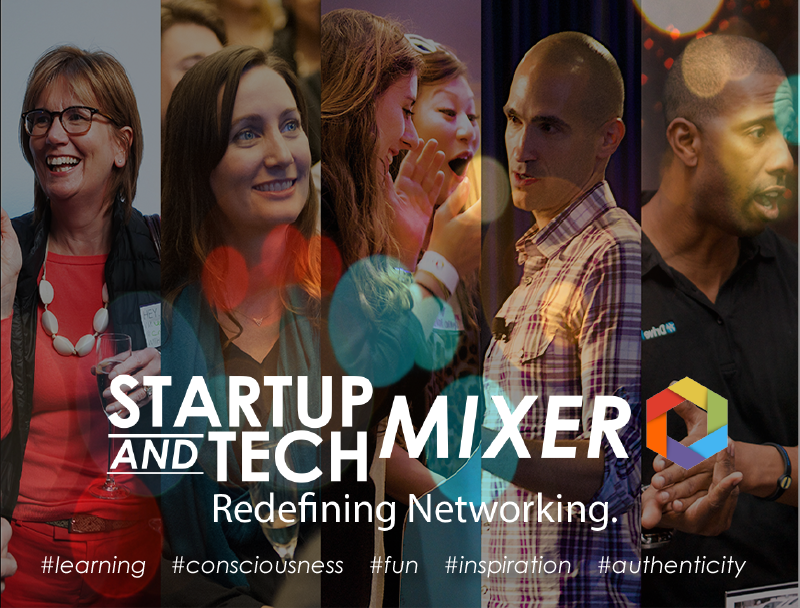 STARTUP
AND TECH
MIXER
Redefining Networking.
#learning #consciousness #fun #inspiration #authenticity